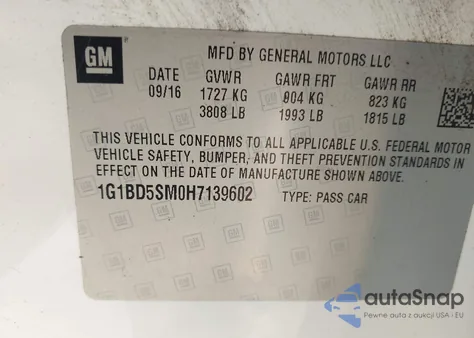 GM
MFD BY GENERAL MOTORS LLC
DATE GVWR GAWR FRT GAWR RR
09/16 1727 KG 904 KG 823 KG
3808 LB 1993 LB 1815 LB
THIS VEHICLE CONFORMS TO ALL APPLICABLE U.S. FEDERAL MOTOR
VEHICLE SAFETY, BUMPER, AND THEFT PREVENTION STANDARDS IN
EFFECT ON THE DATE OF MANUFACTURE SHOWN ABOVE.
1G1BD5SM0H7139602 TYPE: PASS CAR
autoSnap
Pewne auta z aukcji USA i EU